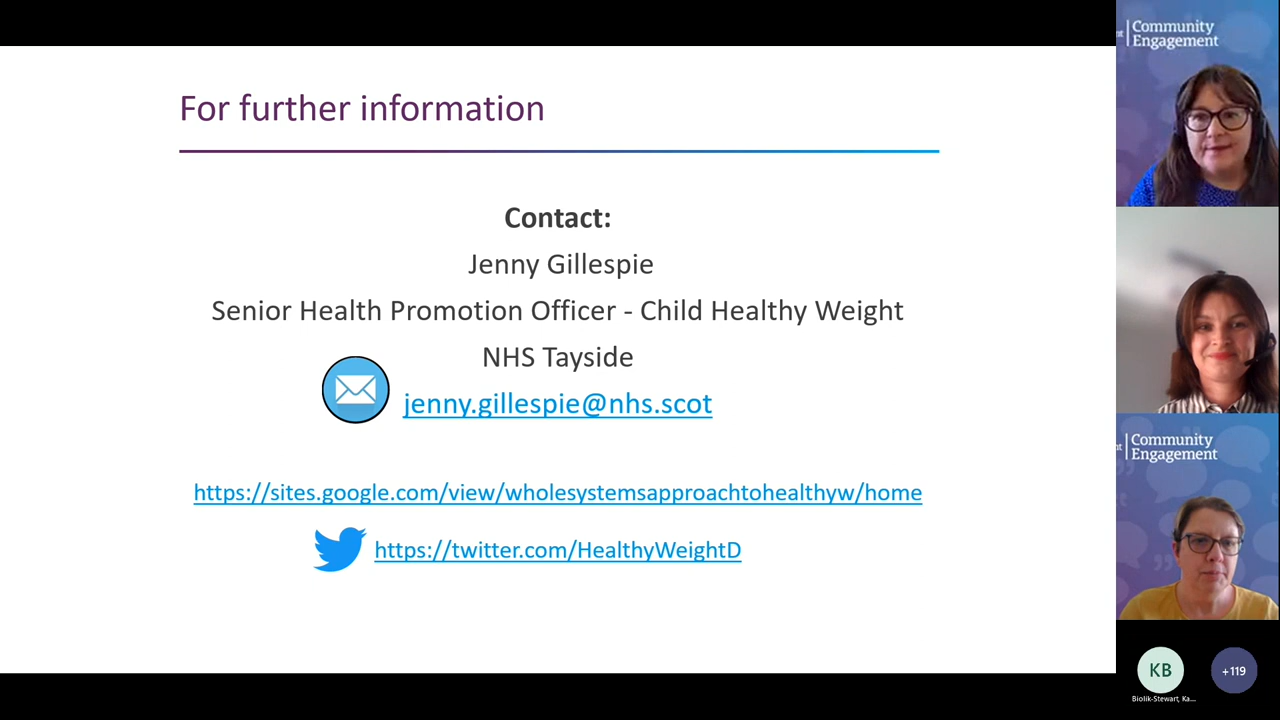 For further information
Contact:
Jenny Gillespie
Senior Health Promotion Officer - Child Healthy Weight
NHS Tayside
jenny.gillespie@nhs.scot
https://sites.google.com/view/wholesystemsapproachtohealthyw/home
https://twitter.com/HealthyWeightD
nt | Community
Engagement
nt | Community
Engagement
KB
+119
Biolik-Stewart, Ka...